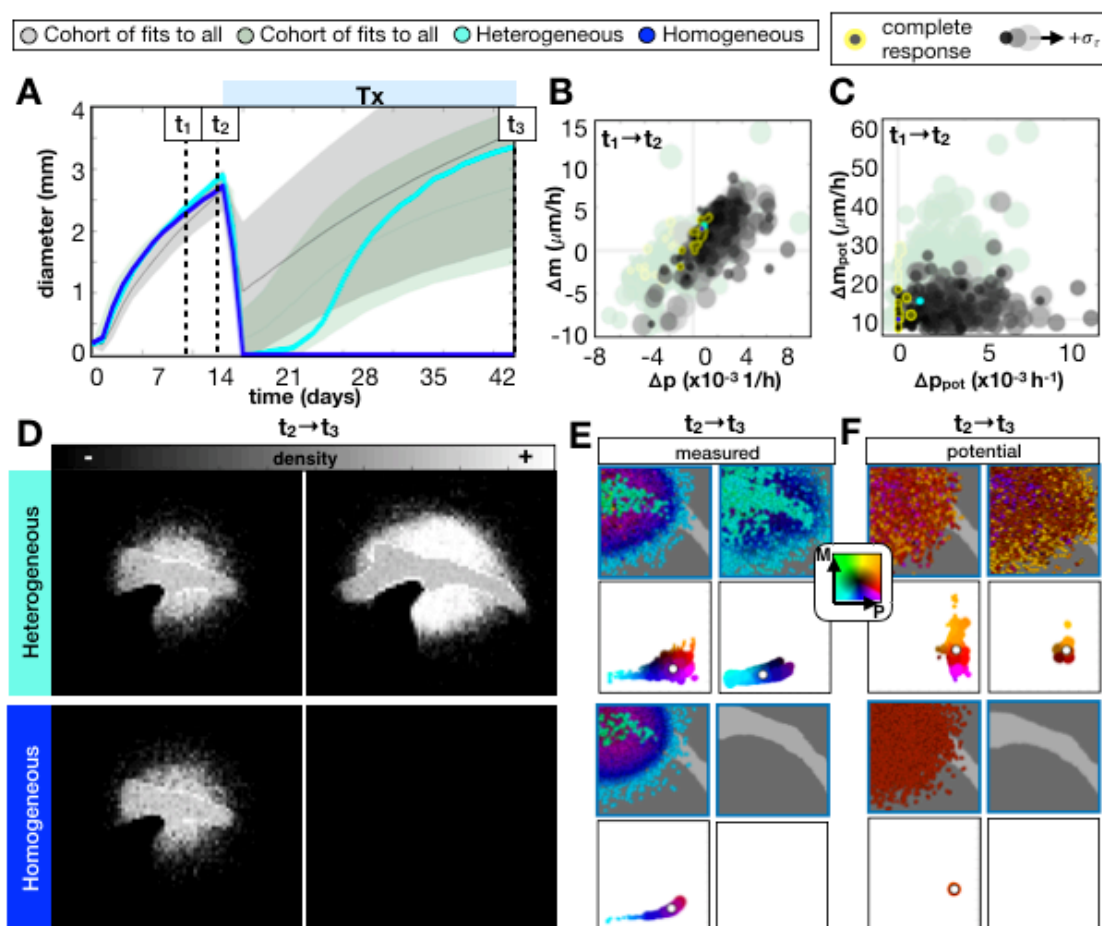 Cohort of fits to all
Cohort of fits to all
Heterogeneous
Homogeneous
complete response
+στ
A
Tx
t1
t2
t3
4
3
2
1
0
diameter (mm)
0 7 14 21 28 35 42
time (days)
B
t1→t2
15
10
5
0
-5
-10
Δm (μm/h)
-8 -4 0 4 8
Δp (x10-3 1/h)
C
t1→t2
60
50
40
30
20
10
Δmpot (μm/h)
0 5 10
Δppot (x10-3 h-1)
D
t2→t3
- density +
Heterogeneous
Homogeneous
E
t2→t3
measured
F
t2→t3
potential
M
P